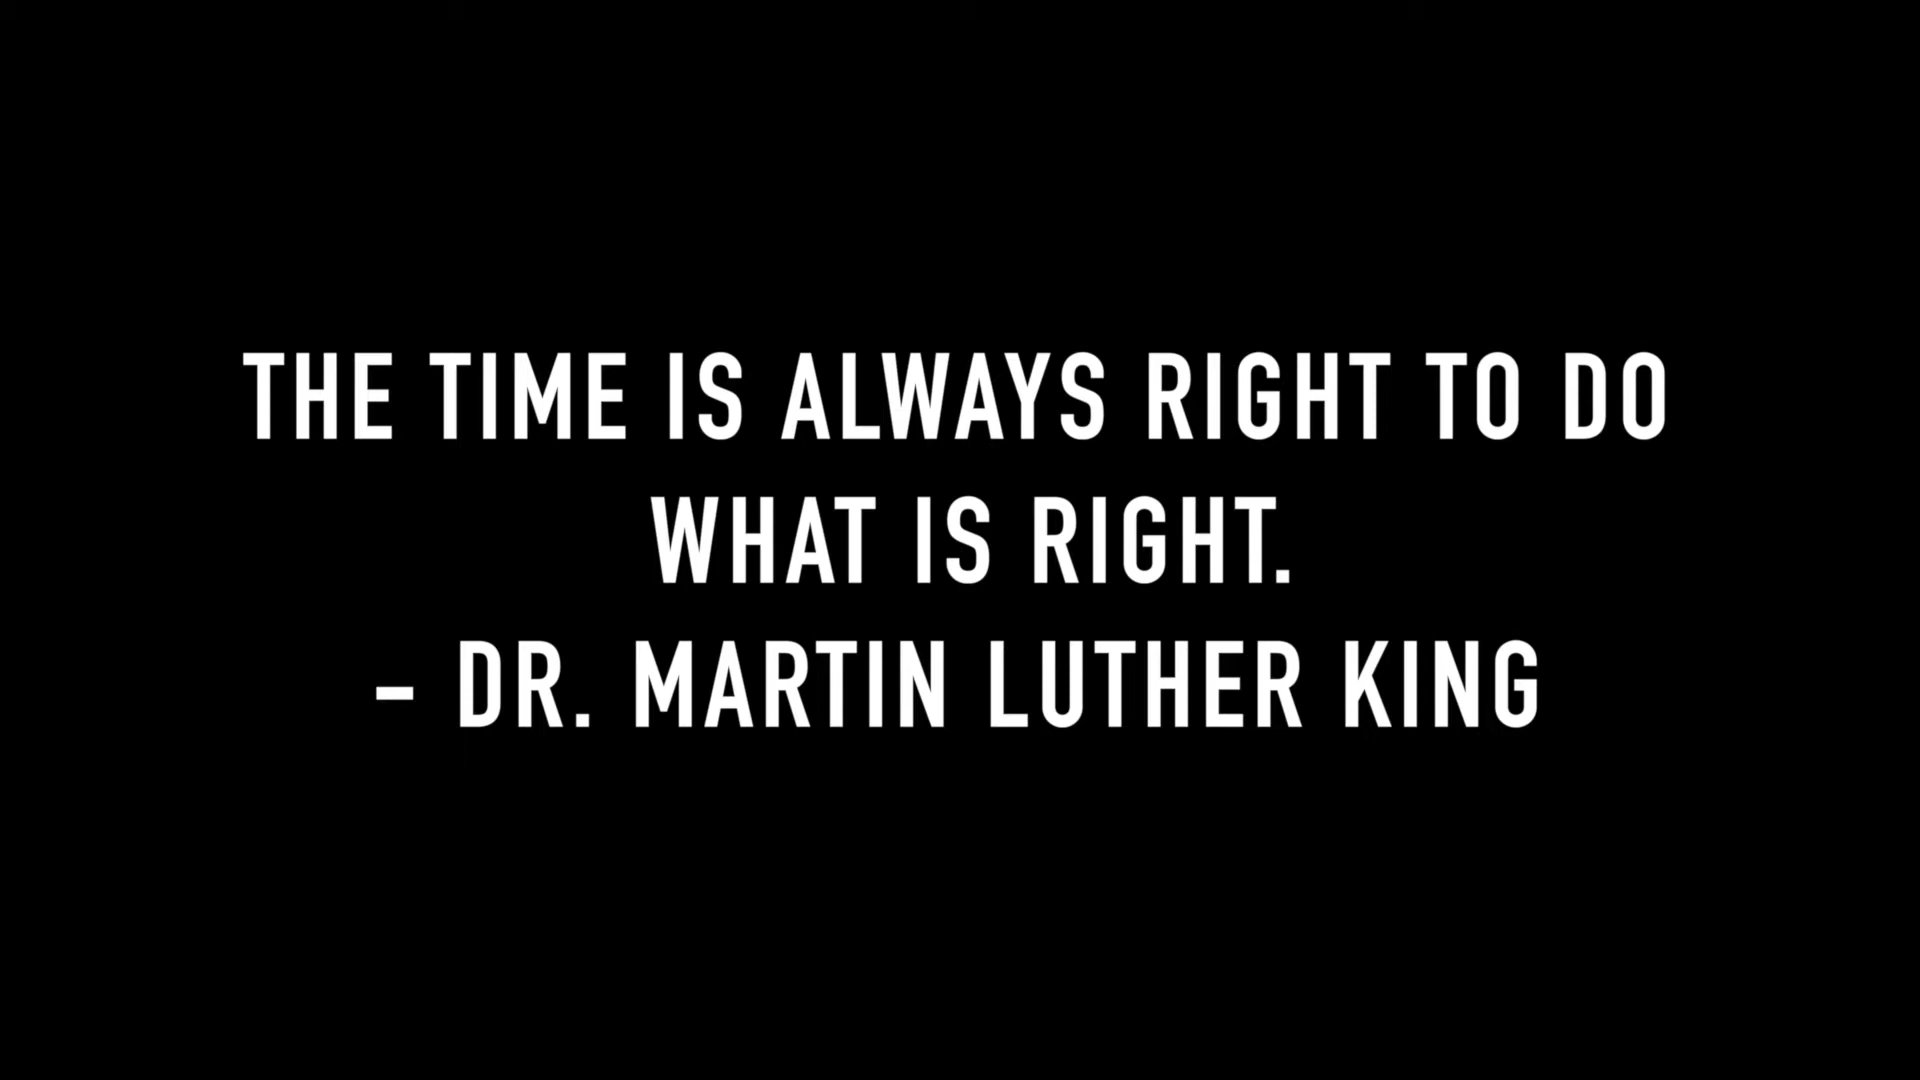 THE TIME IS ALWAYS RIGHT TO DO
WHAT IS RIGHT.
- DR. MARTIN LUTHER KING